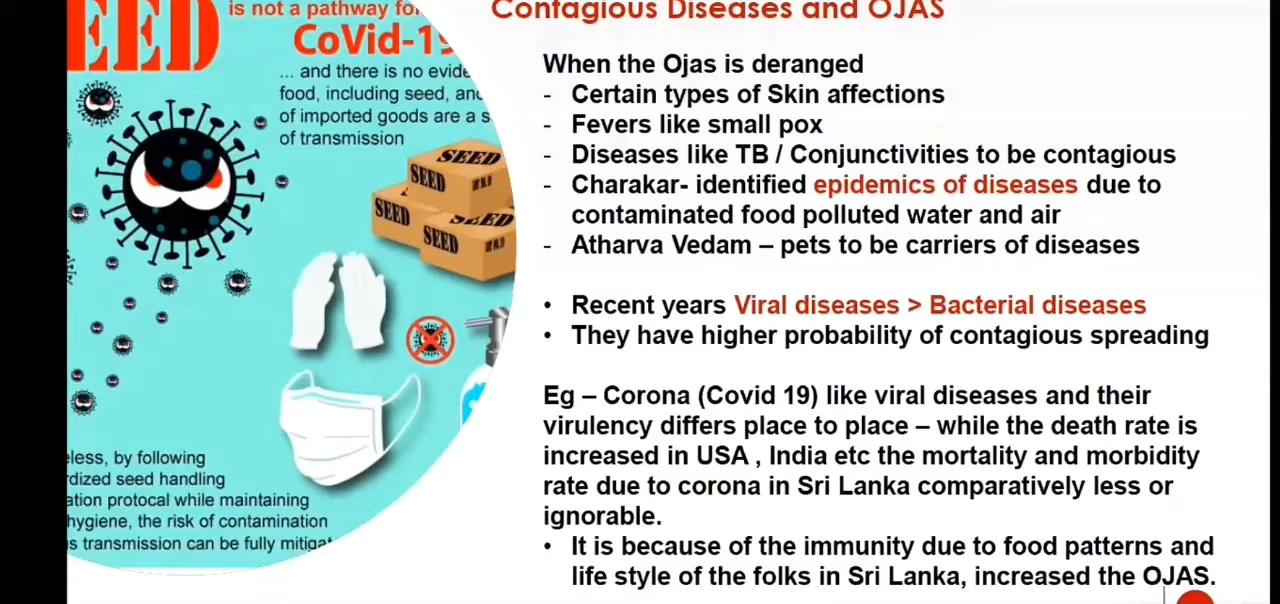 EED
is not a pathway for
CoVid-19
... and there is no evide
food, including seed, and
of imported goods are a s
of transmission
SEED
SEED
SEED
SEED
SEED
less, by following
dized seed handling
ation protocal while maintaining
hygiene, the risk of contamination
s transmission can be fully mitigat
Contagious Diseases and OJAS
When the Ojas is deranged
- Certain types of Skin affections
- Fevers like small pox
- Diseases like TB / Conjunctivities to be contagious
- Charakar- identified epidemics of diseases due to
contaminated food polluted water and air
- Atharva Vedam – pets to be carriers of diseases
• Recent years Viral diseases > Bacterial diseases
• They have higher probability of contagious spreading
Eg – Corona (Covid 19) like viral diseases and their
virulency differs place to place – while the death rate is
increased in USA , India etc the mortality and morbidity
rate due to corona in Sri Lanka comparatively less or
ignorable.
• It is because of the immunity due to food patterns and
life style of the folks in Sri Lanka, increased the OJAS.